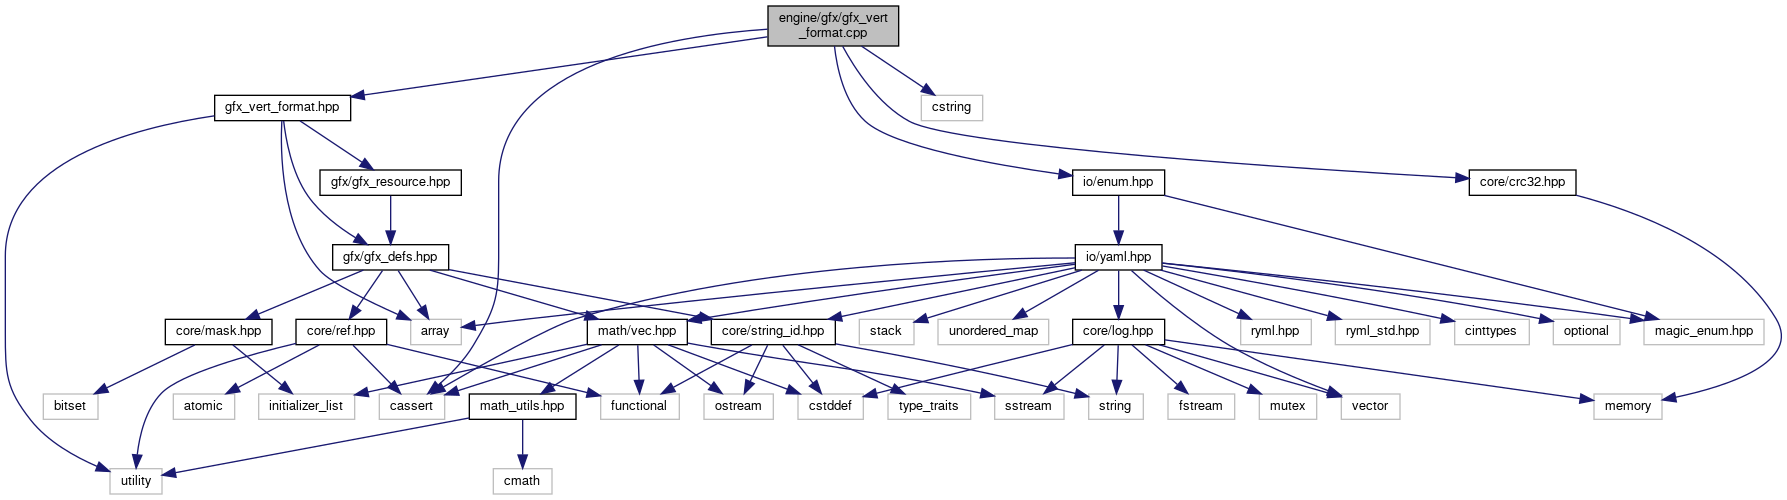 engine/gfx/gfx_vert
_format.cpp
gfx_vert_format.hpp
cstring
gfx/gfx_resource.hpp
io/enum.hpp
core/crc32.hpp
gfx/gfx_defs.hpp
io/yaml.hpp
core/mask.hpp
core/ref.hpp
array
math/vec.hpp
core/string_id.hpp
stack
unordered_map
core/log.hpp
ryml.hpp
ryml_std.hpp
cinttypes
optional
magic_enum.hpp
bitset
atomic
initializer_list
cassert
math_utils.hpp
functional
ostream
cstddef
type_traits
sstream
string
fstream
mutex
vector
memory
utility
cmath